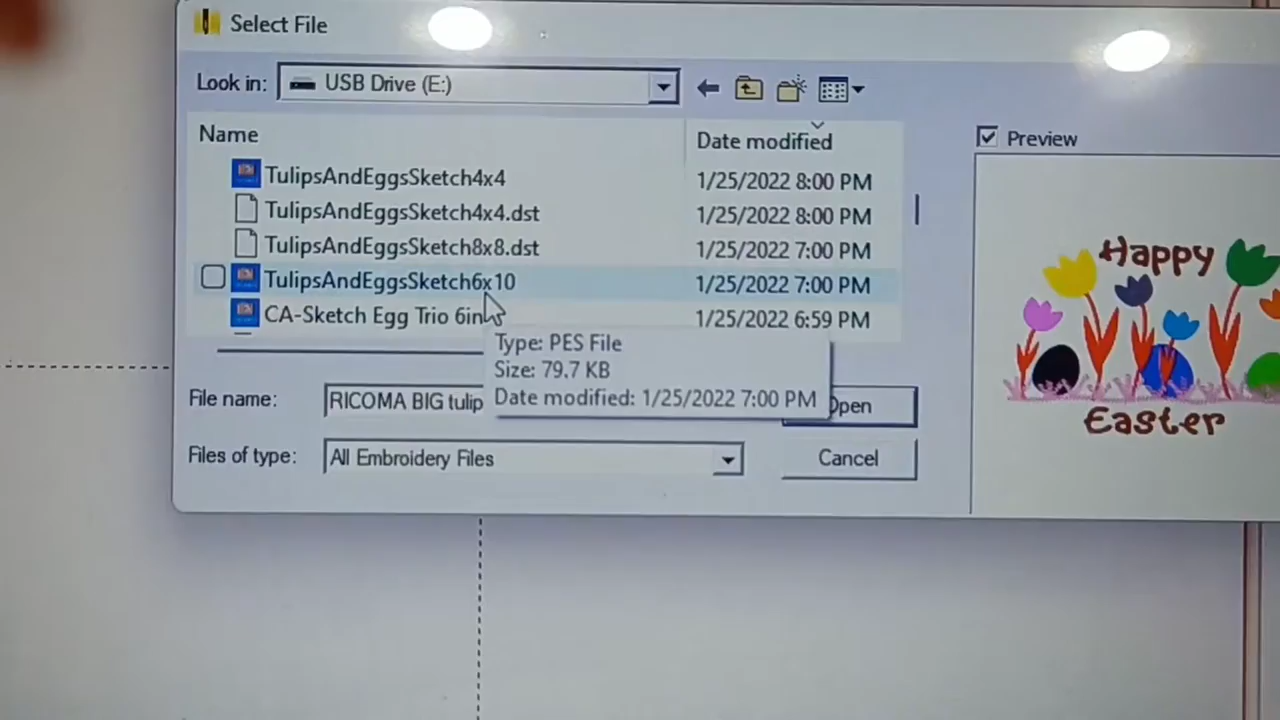 Select File
Look in: USB Drive (E:)
Name Date modified
TulipsAndEggsSketch4x4 1/25/2022 8:00 PM
TulipsAndEggsSketch4x4.dst 1/25/2022 8:00 PM
TulipsAndEggsSketch8x8.dst 1/25/2022 7:00 PM
TulipsAndEggsSketch6x10 1/25/2022 7:00 PM
CA-Sketch Egg Trio 6in 1/25/2022 6:59 PM
Type: PES File
Size: 79.7 KB
Date modified: 1/25/2022 7:00 PM
File name: RICOMA BIG tulip
Open
Files of type: All Embroidery Files
Cancel
Preview
Happy
Easter